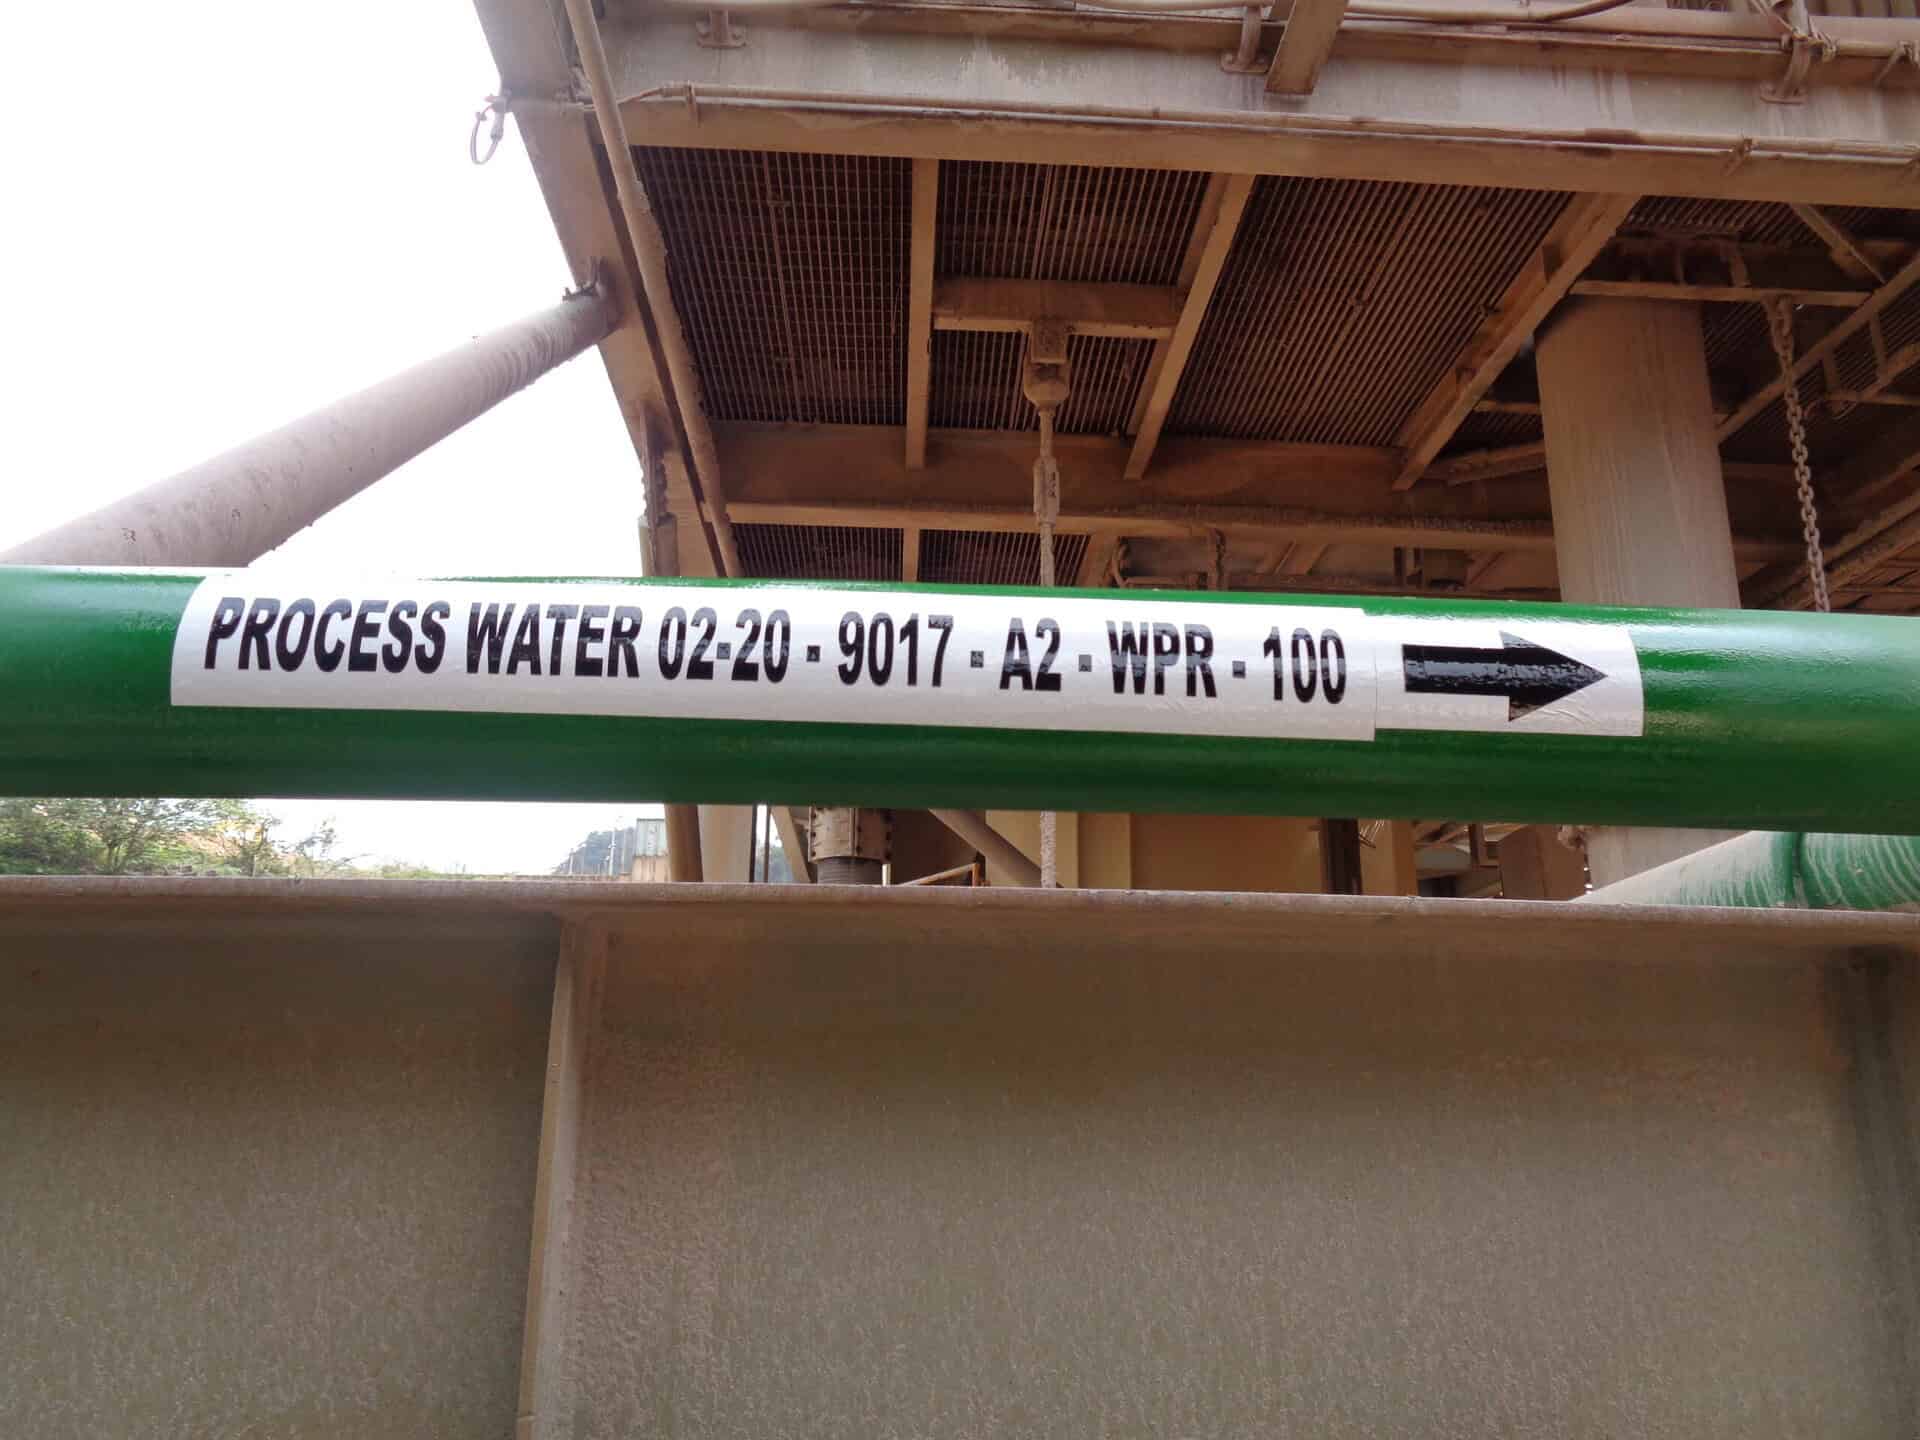 PROCESS WATER 02-20 - 9017 - A2 - WPR - 100